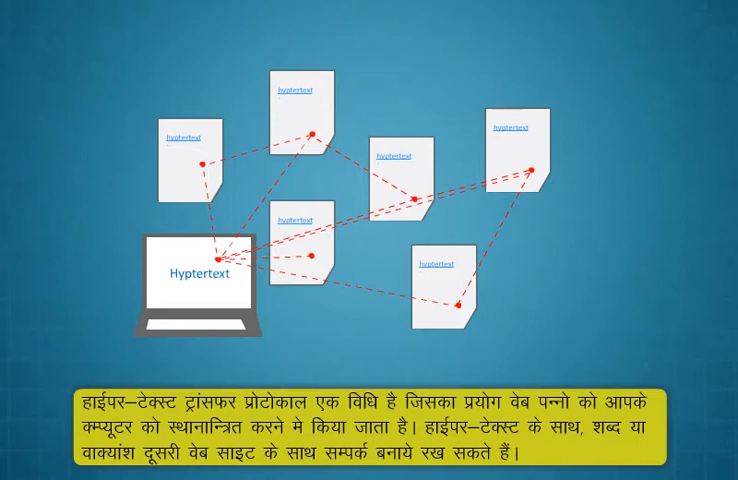 hyptertext
hyptertext
hyptertext
hyptertext
hyptertext
hyptertext
Hyptertext
हाईपर–टेक्स्ट ट्रांसफर प्रोटोकाल एक विधि है जिसका प्रयोग वेब पन्नो को आपके
कम्प्यूटर को स्थानान्त्रित करने मे किया जाता है। हाईपर–टेक्स्ट के साथ, शब्द या
वाक्यांश दूसरी वेब साइट के साथ सम्पर्क बनाये रख सकते हैं।